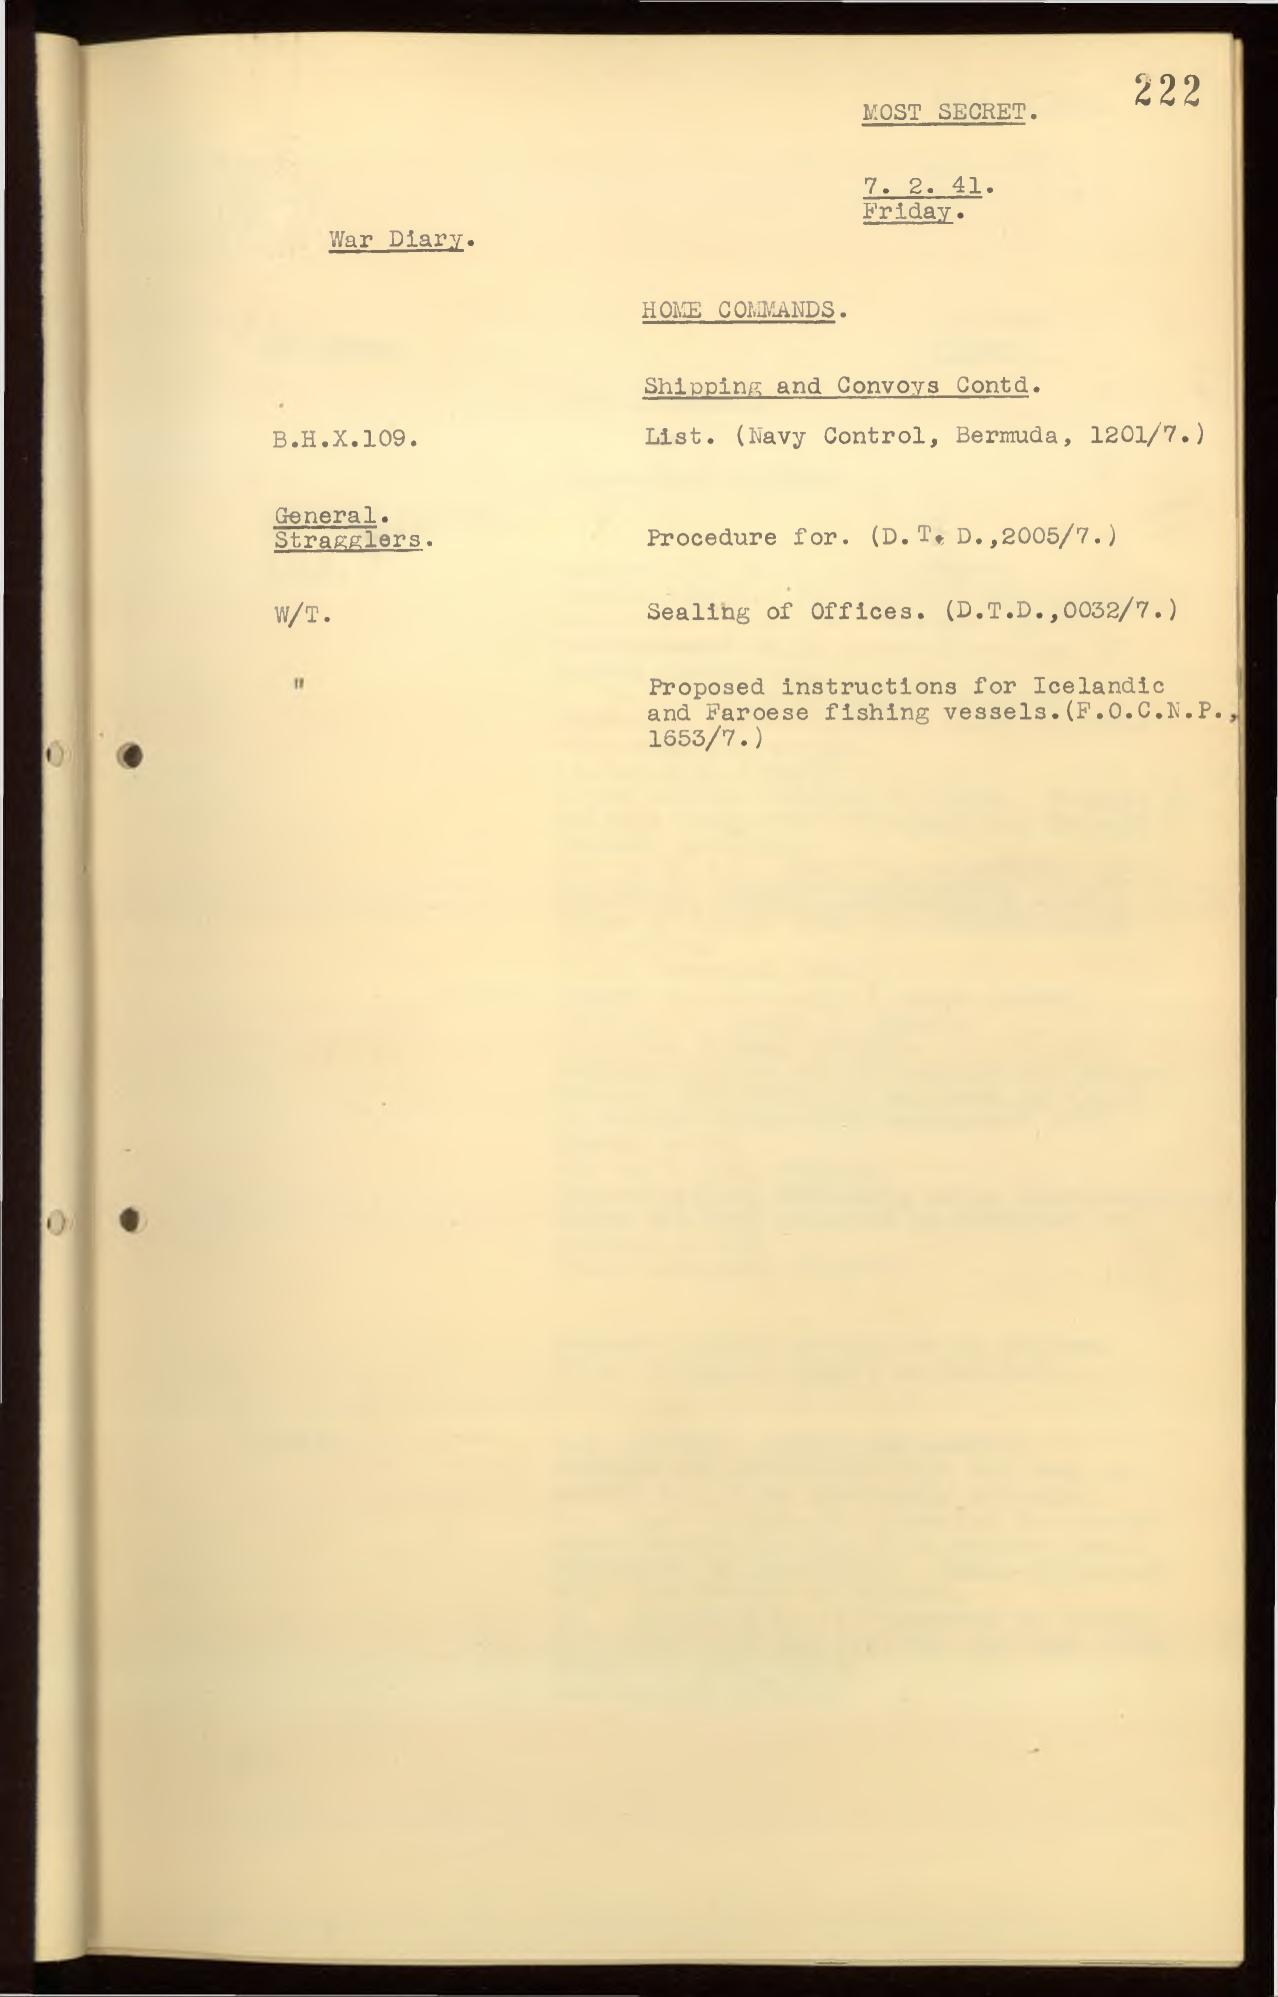 222
MOST SECRET.
7. 2. 41.
Friday.
War Diary.
HOME COMMANDS.
Shipping and Convoys Contd.
B.H.X.109. List. (Navy Control, Bermuda, 1201/7.)
General.
Stragglers. Procedure for. (D.T. D.,2005/7.)
W/T. Sealing of Offices. (D.T.D.,0032/7.)
" Proposed instructions for Icelandic
and Faroese fishing vessels.(F.O.C.N.P.,
1653/7.)